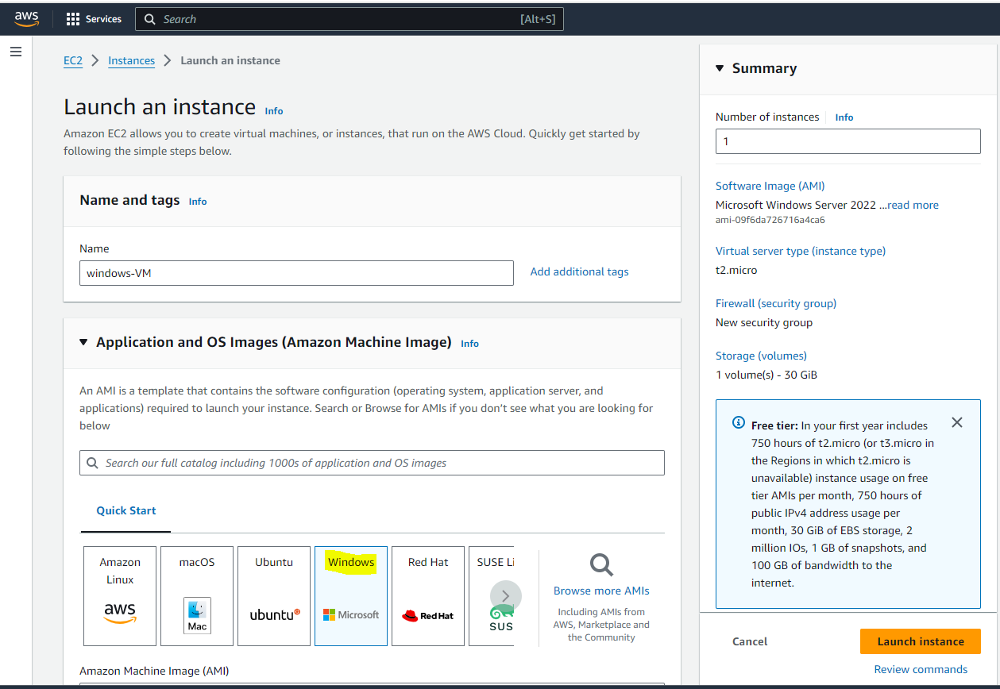 aws
Services
Search
[Alt+S]
EC2
Instances
Launch an instance
Launch an instance
Info
Amazon EC2 allows you to create virtual machines, or instances, that run on the AWS Cloud. Quickly get started by
following the simple steps below.
Name and tags
Info
Name
windows-VM
Add additional tags
Application and OS Images (Amazon Machine Image)
Info
An AMI is a template that contains the software configuration (operating system, application server, and
applications) required to launch your instance. Search or Browse for AMIs if you don't see what you are looking for
below
Search our full catalog including 1000s of application and OS images
Quick Start
Amazon
Linux
aws
macOS
Mac
Ubuntu
ubuntu
Windows
Microsoft
Red Hat
Red Hat
SUSE Li
SUS
Browse more AMIs
Including AMIs from
AWS, Marketplace and
the Community
Amazon Machine Image (AMI)
Summary
Number of instances
Info
1
Software Image (AMI)
Microsoft Windows Server 2022 ...read more
ami-09f6da726716a4ca6
Virtual server type (instance type)
t2.micro
Firewall (security group)
New security group
Storage (volumes)
1 volume(s) - 30 GiB
Free tier: In your first year includes
750 hours of t2.micro (or t3.micro in
the Regions in which t2.micro is
unavailable) instance usage on free
tier AMIs per month, 750 hours of
public IPv4 address usage per
month, 30 GiB of EBS storage, 2
million IOs, 1 GB of snapshots, and
100 GB of bandwidth to the
internet.
Cancel
Launch instance
Review commands